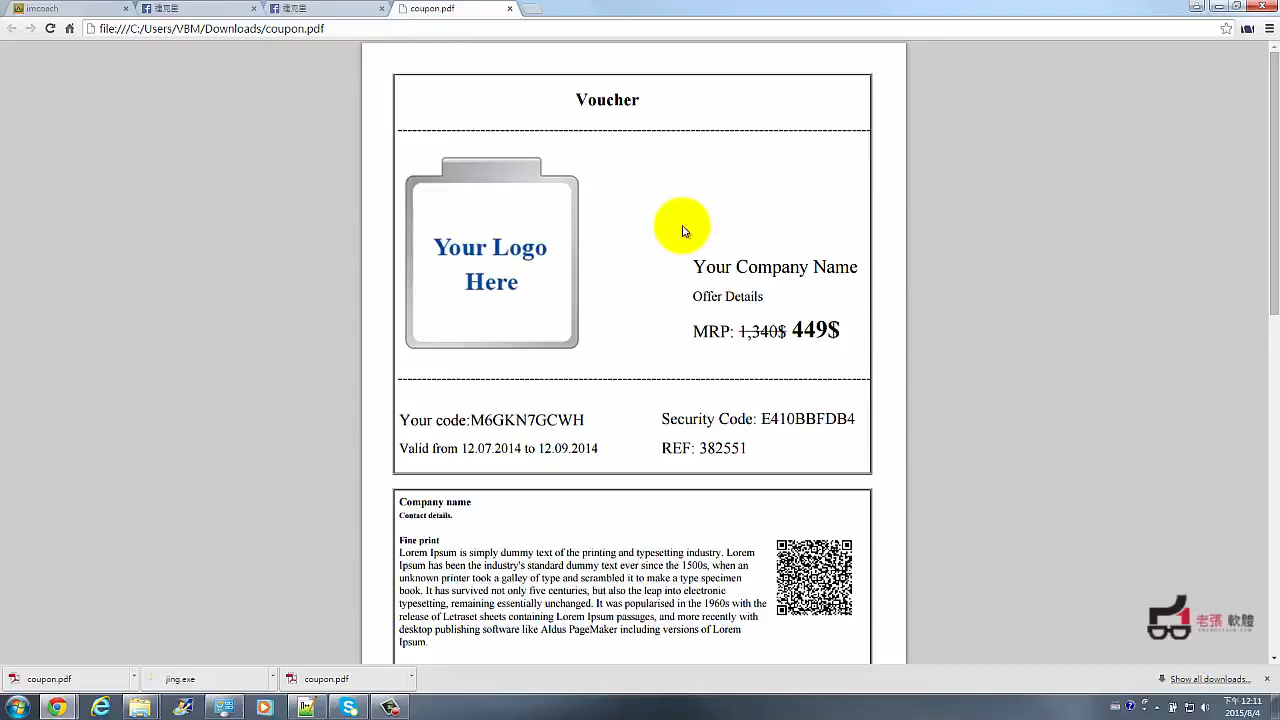 imcoach
瑪克里
瑪克里
coupon.pdf
file:///C:/Users/VBM/Downloads/coupon.pdf
Voucher
Your Logo
Here
Your Company Name
Offer Details
MRP: 1,340$ 449$
Your code:M6GKN7GCWH
Security Code: E410BBFDB4
Valid from 12.07.2014 to 12.09.2014
REF: 382551
Company name
Contact details.
Fine print
Lorem Ipsum is simply dummy text of the printing and typesetting industry. Lorem
Ipsum has been the industry's standard dummy text ever since the 1500s, when an
unknown printer took a galley of type and scrambled it to make a type specimen
book. It has survived not only five centuries, but also the leap into electronic
typesetting, remaining essentially unchanged. It was popularised in the 1960s with the
release of Letraset sheets containing Lorem Ipsum passages, and more recently with
desktop publishing software like Aldus PageMaker including versions of Lorem
Ipsum.
老張 軟體
coupon.pdf
jing.exe
coupon.pdf
Show all downloads...
下午 12:11
2015/8/4